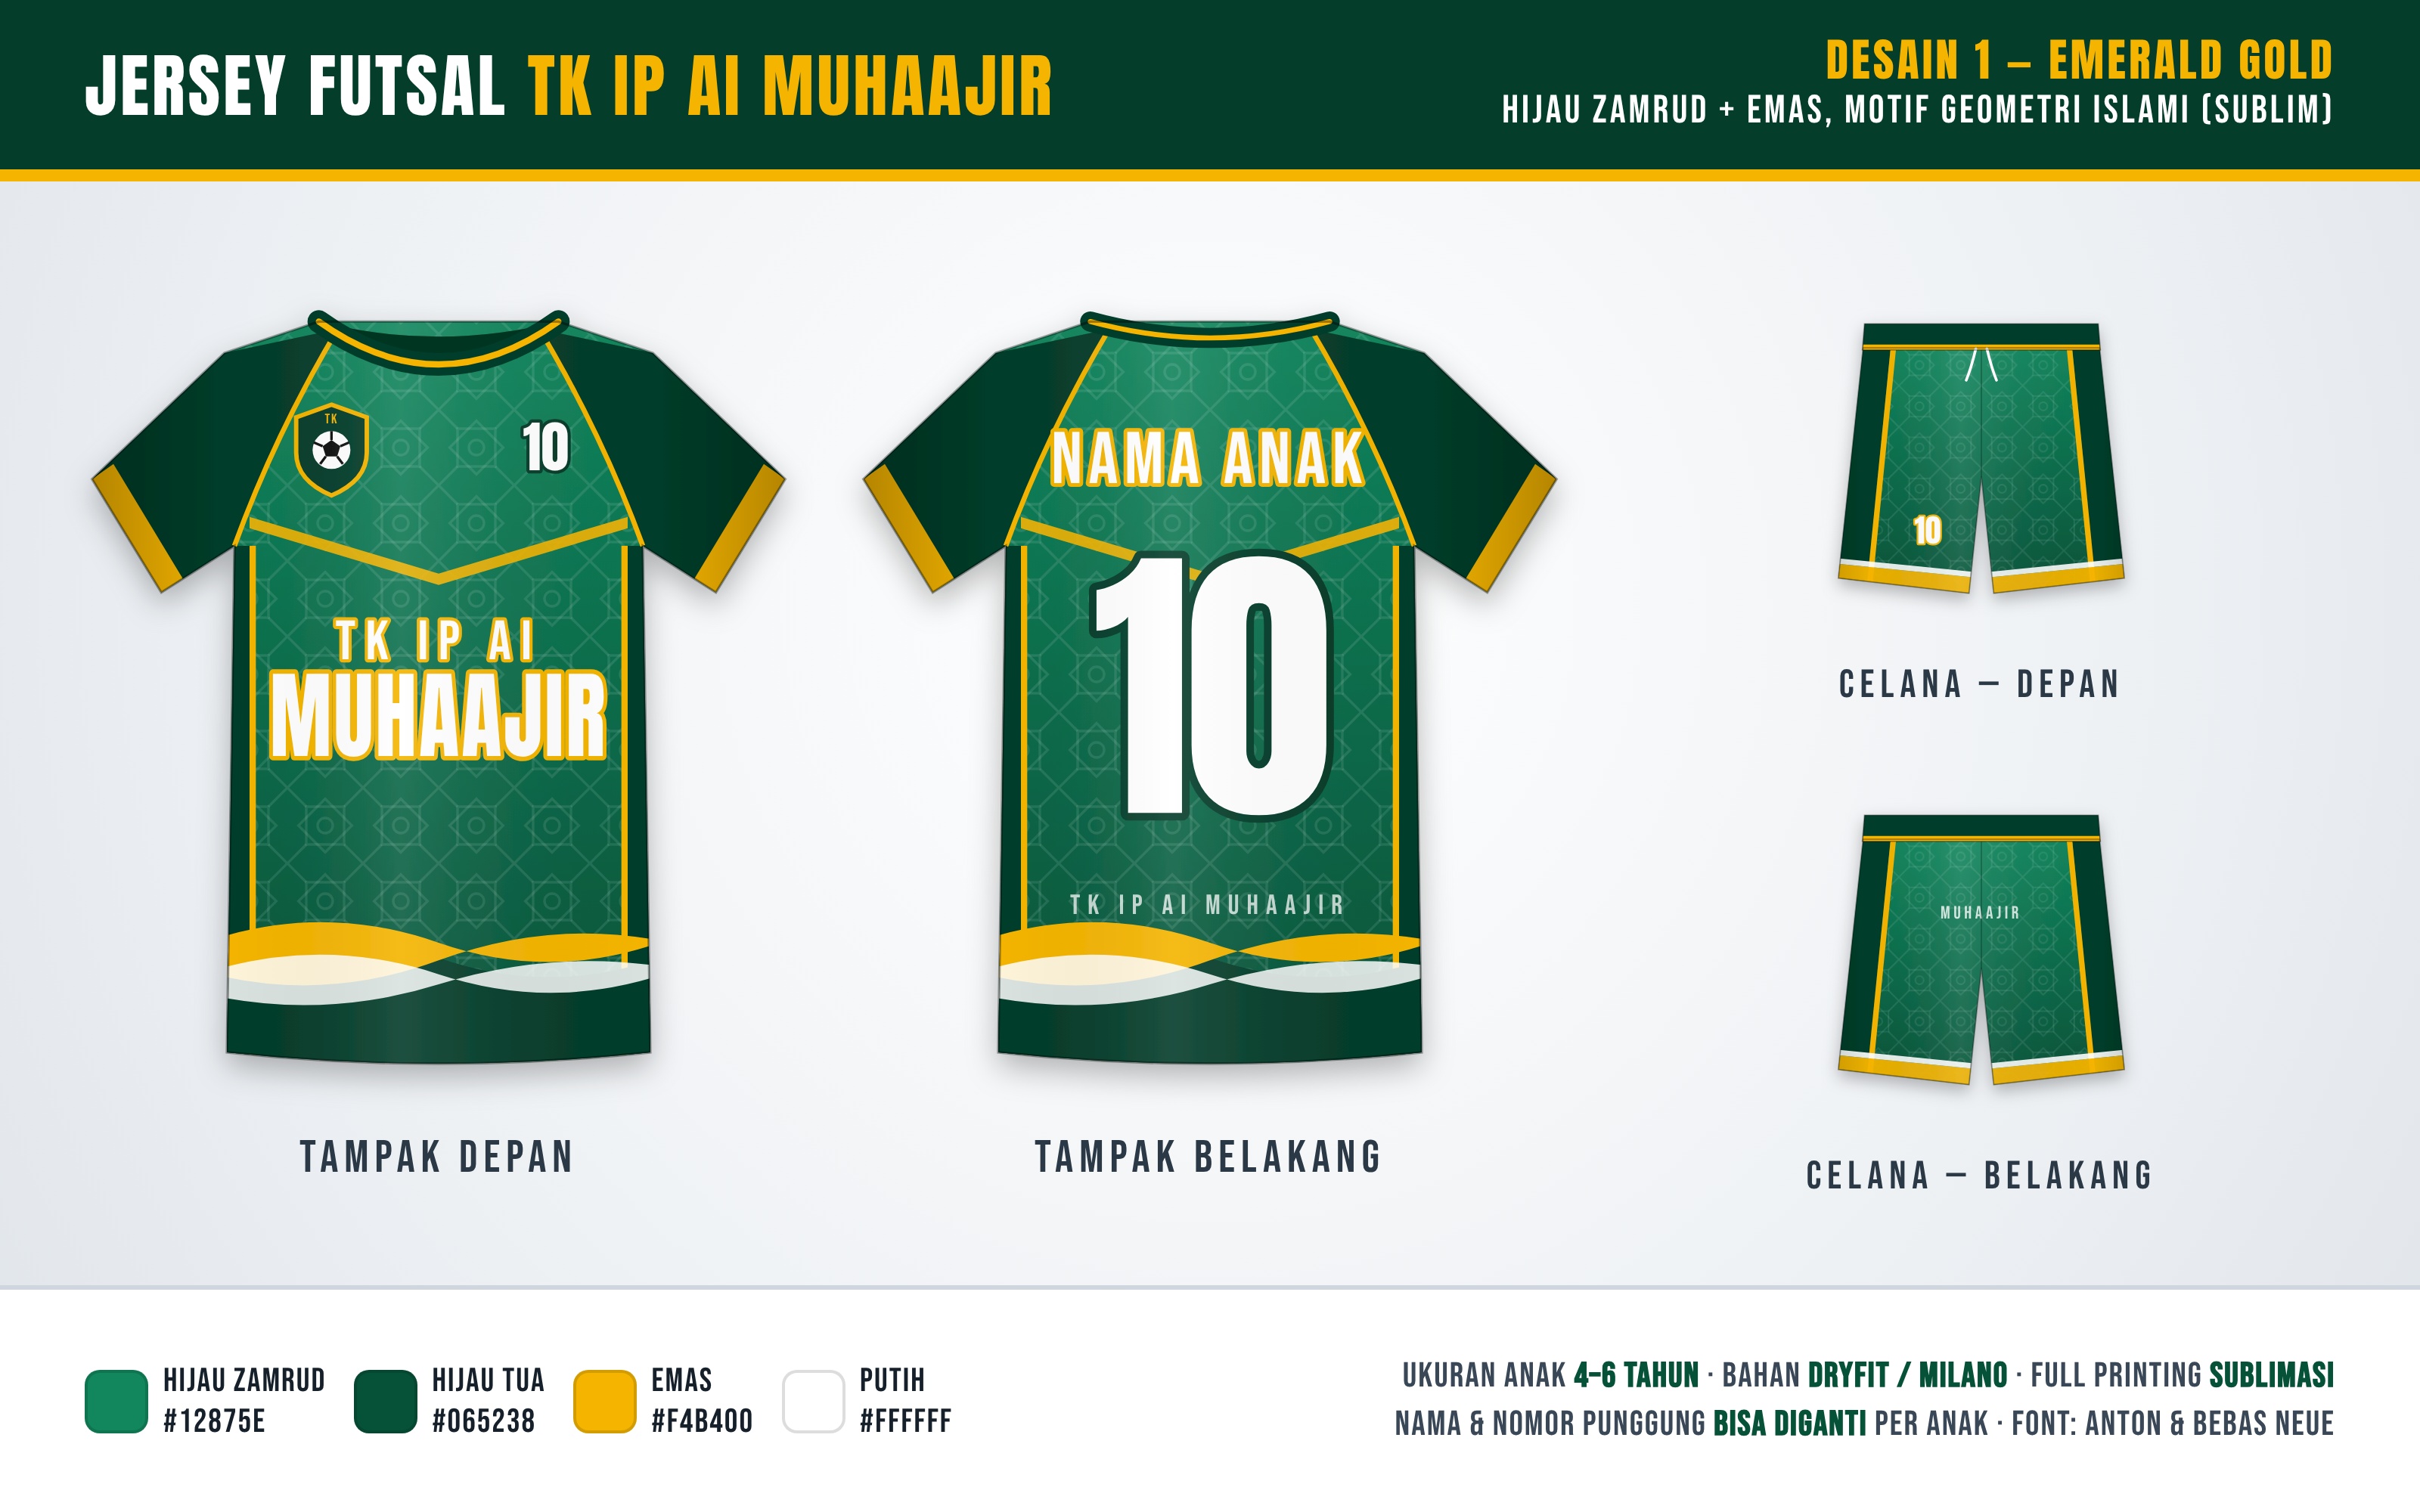 JERSEY FUTSAL TK IP AI MUHAAJIR
DESAIN 1 – EMERALD GOLD
HIJAU ZAMRUD + EMAS, MOTIF GEOMETRI ISLAMI (SUBLIM)
TK
10
TK IP AI
MUHAAJIR
TAMPAK DEPAN
NAMA ANAK
10
TK IP AI MUHAAJIR
TAMPAK BELAKANG
10
CELANA – DEPAN
MUHAAJIR
CELANA – BELAKANG
HIJAU ZAMRUD
#12875E
HIJAU TUA
#065238
EMAS
#F4B400
PUTIH
#FFFFFF
UKURAN ANAK 4–6 TAHUN · BAHAN DRYFIT / MILANO · FULL PRINTING SUBLIMASI
NAMA & NOMOR PUNGGUNG BISA DIGANTI PER ANAK · FONT: ANTON & BEBAS NEUE